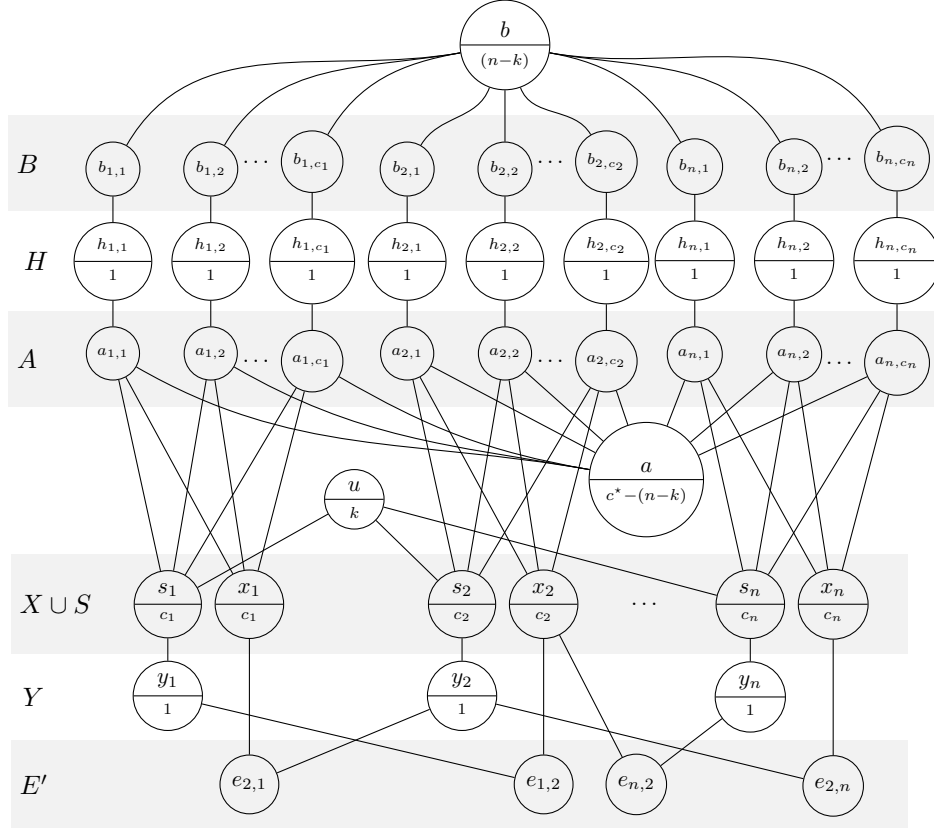 b
(n−k)
B b₁,₁ b₁,₂ ··· b₁,c₁ b₂,₁ b₂,₂ ··· b₂,c₂ bₙ,₁ bₙ,₂ ··· bₙ,cₙ
H h₁,₁ h₁,₂ h₁,c₁ h₂,₁ h₂,₂ h₂,c₂ hₙ,₁ hₙ,₂ hₙ,cₙ
1 1 1 1 1 1 1 1 1
A a₁,₁ a₁,₂ ··· a₁,c₁ a₂,₁ a₂,₂ ··· a₂,c₂ aₙ,₁ aₙ,₂ ··· aₙ,cₙ
a
c⋆−(n−k)
u
k
X ∪ S s₁ x₁ s₂ x₂ ··· sₙ xₙ
c₁ c₁ c₂ c₂ cₙ cₙ
Y y₁ y₂ yₙ
1 1 1
E′ e₂,₁ e₁,₂ eₙ,₂ e₂,ₙ